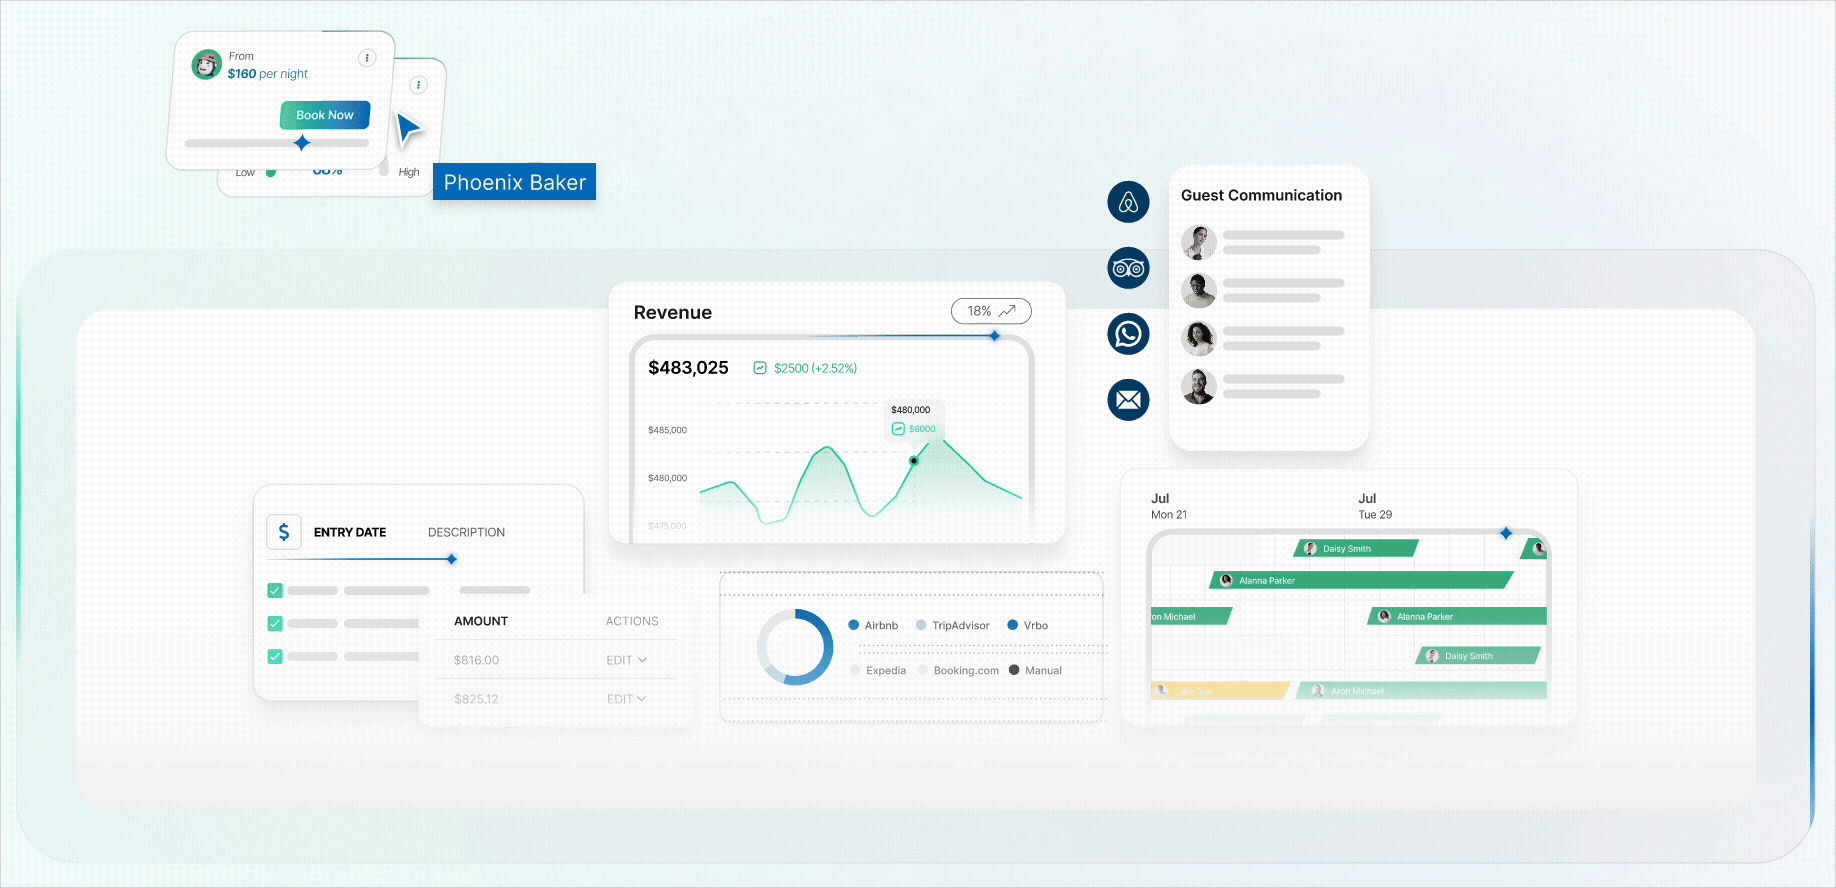 From
$160 per night
Book Now
Low
High
Phoenix Baker
Guest Communication
Revenue
18%
$483,025
$2500 (+2.52%)
$480,000
$6000
$485,000
$480,000
$475,000
Jul
Mon 21
Jul
Tue 29
Daisy Smith
Alanna Parker
on Michael
Alanna Parker
Daisy Smith
Aron Michael
$ ENTRY DATE DESCRIPTION
AMOUNT ACTIONS
$816.00 EDIT
$825.12 EDIT
Airbnb TripAdvisor Vrbo
Expedia Booking.com Manual